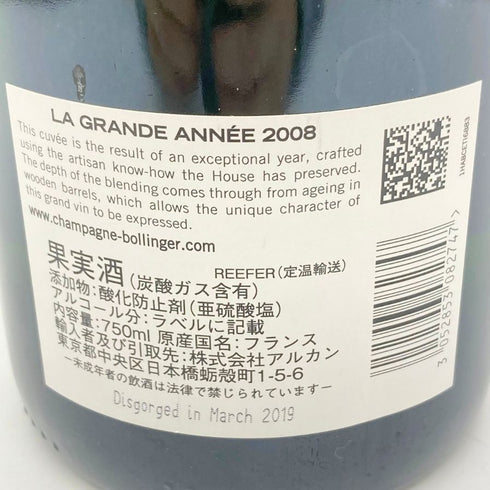 LA GRANDE ANNÉE 2008
This cuvée is the result of an exceptional year, crafted
using the artisan know-how the House has preserved.
The depth of the blending comes through from ageing in
wooden barrels, which allows the unique character of
this grand vin to be expressed.
www.champagne-bollinger.com
果実酒(炭酸ガス含有) REEFER(定温輸送)
添加物:酸化防止剤(亜硫酸塩)
アルコール分:ラベルに記載
内容量:750ml 原産国名:フランス
輸入者及び引取先:株式会社アルカン
東京都中央区日本橋蛎殻町1-5-6
ー未成年者の飲酒は法律で禁じられていますー
Disgorged in March 2019
3 052853 082747 >